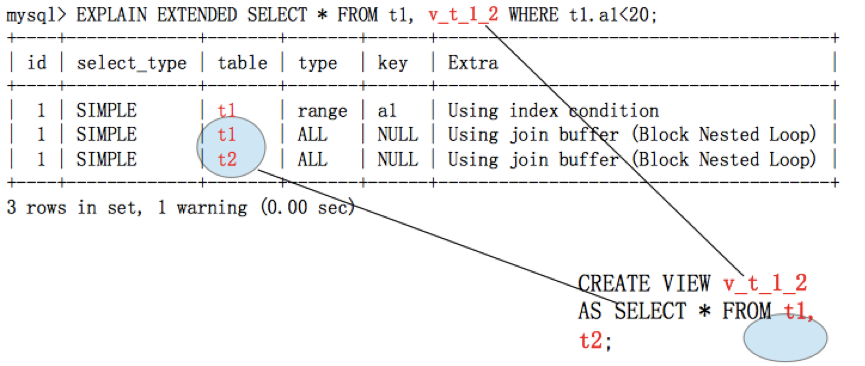 mysql> EXPLAIN EXTENDED SELECT * FROM t1, v_t_1_2 WHERE t1.a1<20;
+----+-------------+-------+-------+------+---------------------------------------+
| id | select_type | table | type | key | Extra |
+----+-------------+-------+-------+------+---------------------------------------+
| 1 | SIMPLE | t1 | range | a1 | Using index condition
| 1 | SIMPLE | t1 | ALL | NULL | Using join buffer (Block Nested Loop) |
| 1 | SIMPLE | t2 | ALL | NULL | Using join buffer (Block Nested Loop) |
+----+-------------+-------+-------+------+---------------------------------------+
3 rows in set, 1 warning (0.00 sec)
CREATE VIEW v_t_1_2
AS SELECT * FROM t1,
t2;